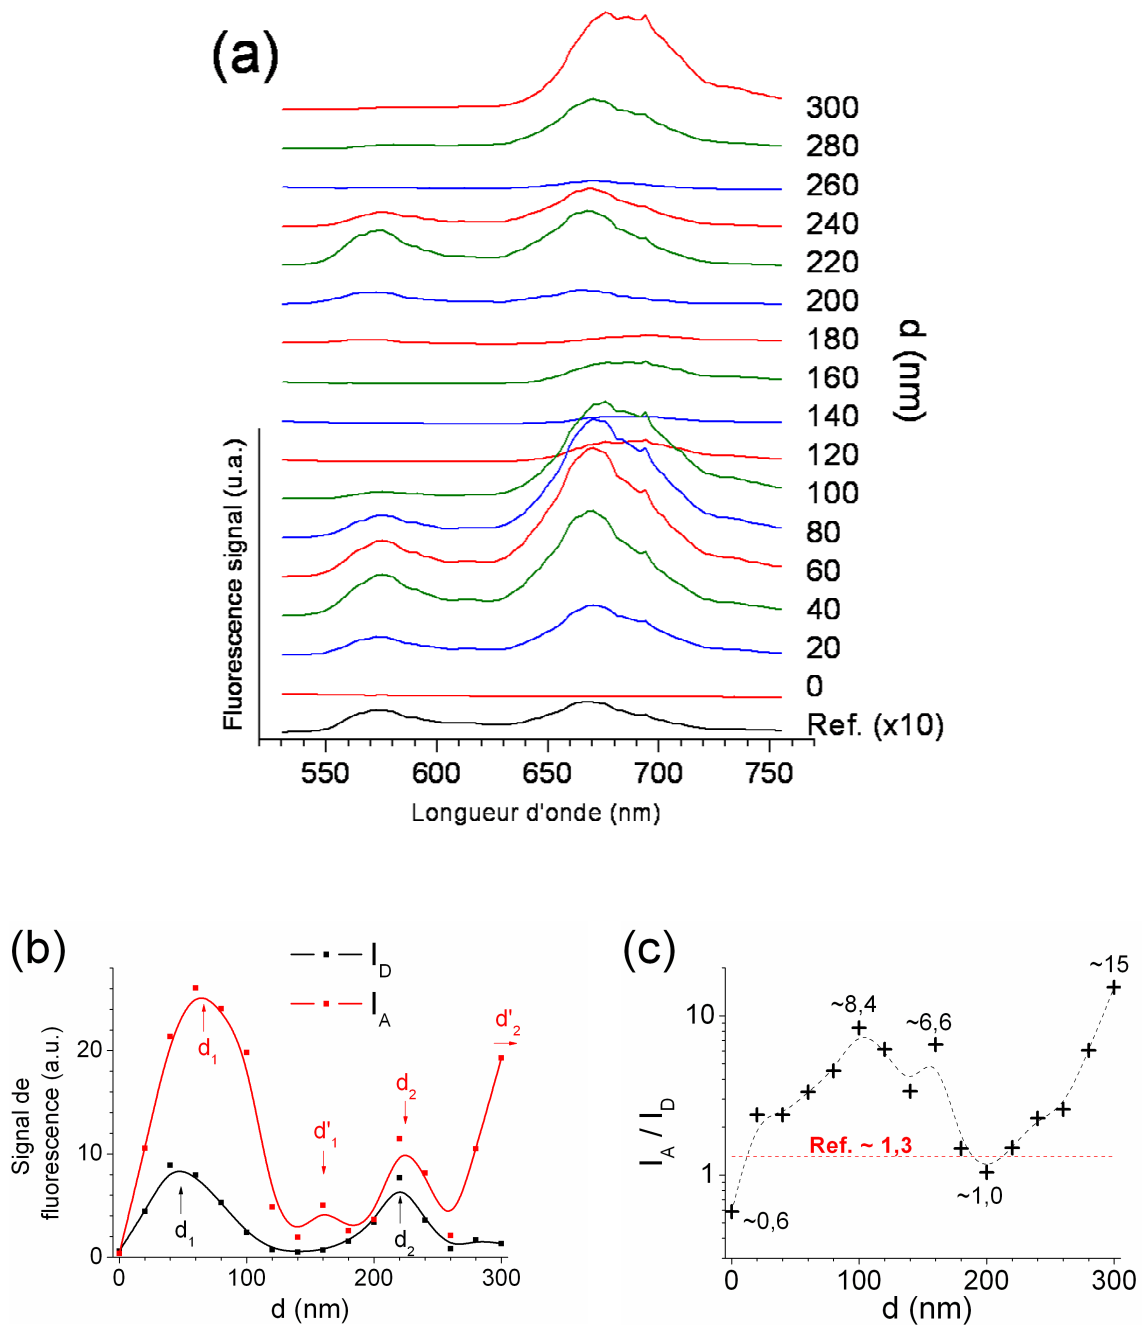 (a)
300
280
260
240
220
200
180
160
140
120
100
80
60
40
20
0
Ref. (x10)
d (nm)
Fluorescence signal (u.a.)
550 600 650 700 750
Longueur d'onde (nm)
(b)
I_D
I_A
Signal de
fluorescence (a.u.)
20
10
0
d_1
d'_1
d_2
d'_2
d_1
d_2
0 100 200 300
d (nm)
(c)
I_A / I_D
10
1
~15
~8,4
~6,6
Ref. ~ 1,3
~1,0
~0,6
0 100 200 300
d (nm)